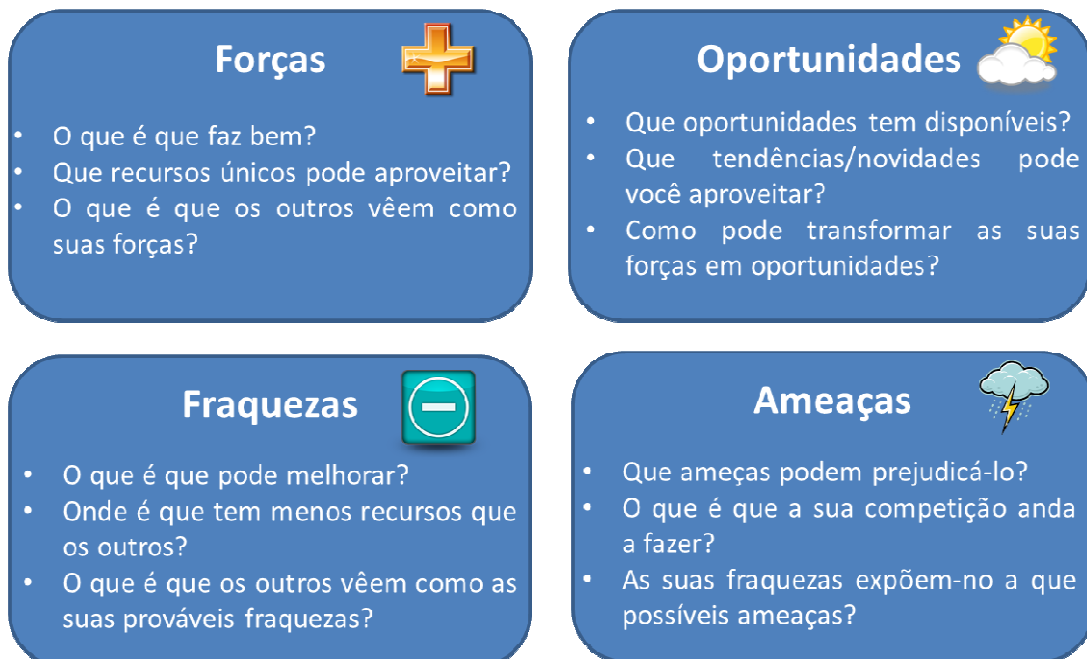 Forças
• O que é que faz bem?
• Que recursos únicos pode aproveitar?
• O que é que os outros vêem como
suas forças?
Oportunidades
• Que oportunidades tem disponíveis?
• Que tendências/novidades pode
você aproveitar?
• Como pode transformar as suas
forças em oportunidades?
Fraquezas
• O que é que pode melhorar?
• Onde é que tem menos recursos que
os outros?
• O que é que os outros vêem como as
suas prováveis fraquezas?
Ameaças
• Que ameças podem prejudicá-lo?
• O que é que a sua competição anda
a fazer?
• As suas fraquezas expõem-no a que
possíveis ameaças?